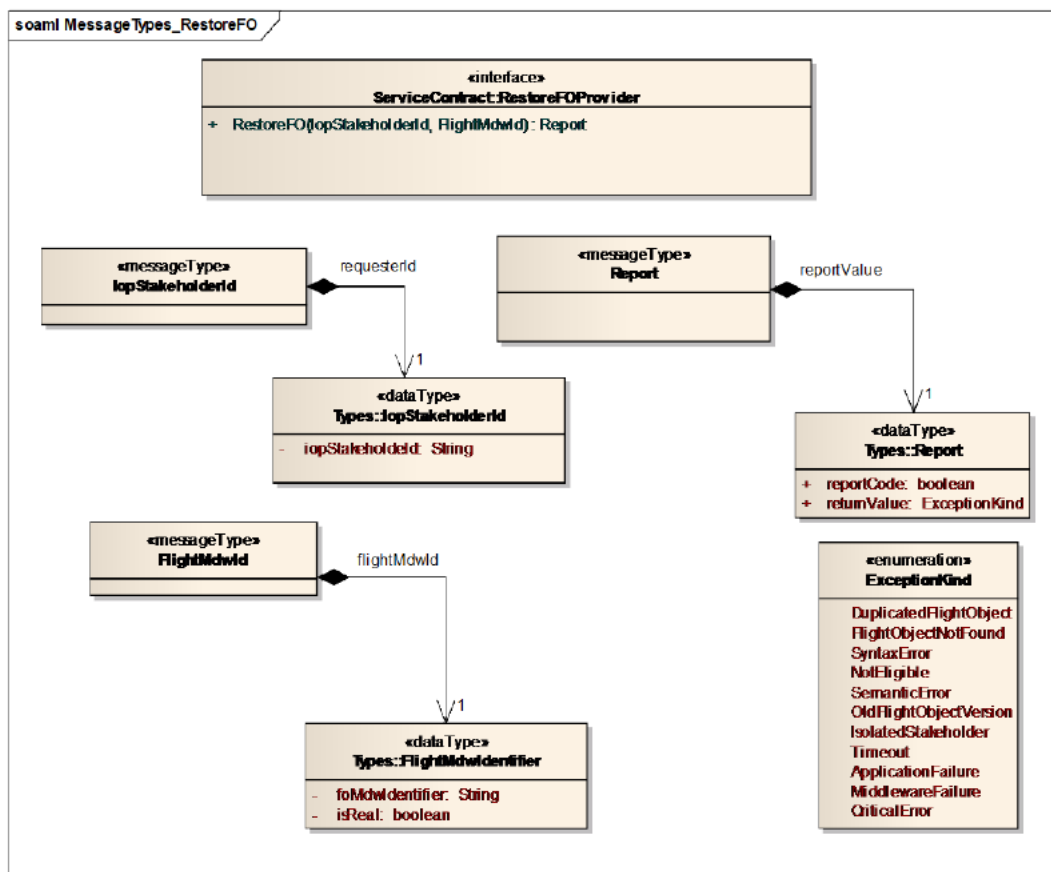 soaml MessageTypes_RestoreFO
«interface»
ServiceContract::RestoreFOProvider
+ RestoreFO(IopStakeholderId, FlightMdwId) : Report
«messageType»
IopStakeholderId
requesterId
1
«dataType»
Types::IopStakeholderId
- iopStakeholdeId: String
«messageType»
Report
reportValue
1
«dataType»
Types::Report
+ reportCode: boolean
+ returnValue: ExceptionKind
«messageType»
FlightMdwId
flightMdwId
1
«dataType»
Types::FlightMdwIdentifier
- foMdwIdentifier: String
- isReal: boolean
«enumeration»
ExceptionKind
DuplicatedFlightObject
FlightObjectNotFound
SyntaxError
NotEligible
SemanticError
OldFlightObjectVersion
IsolatedStakeholder
Timeout
ApplicationFailure
MiddlewareFailure
CriticalError